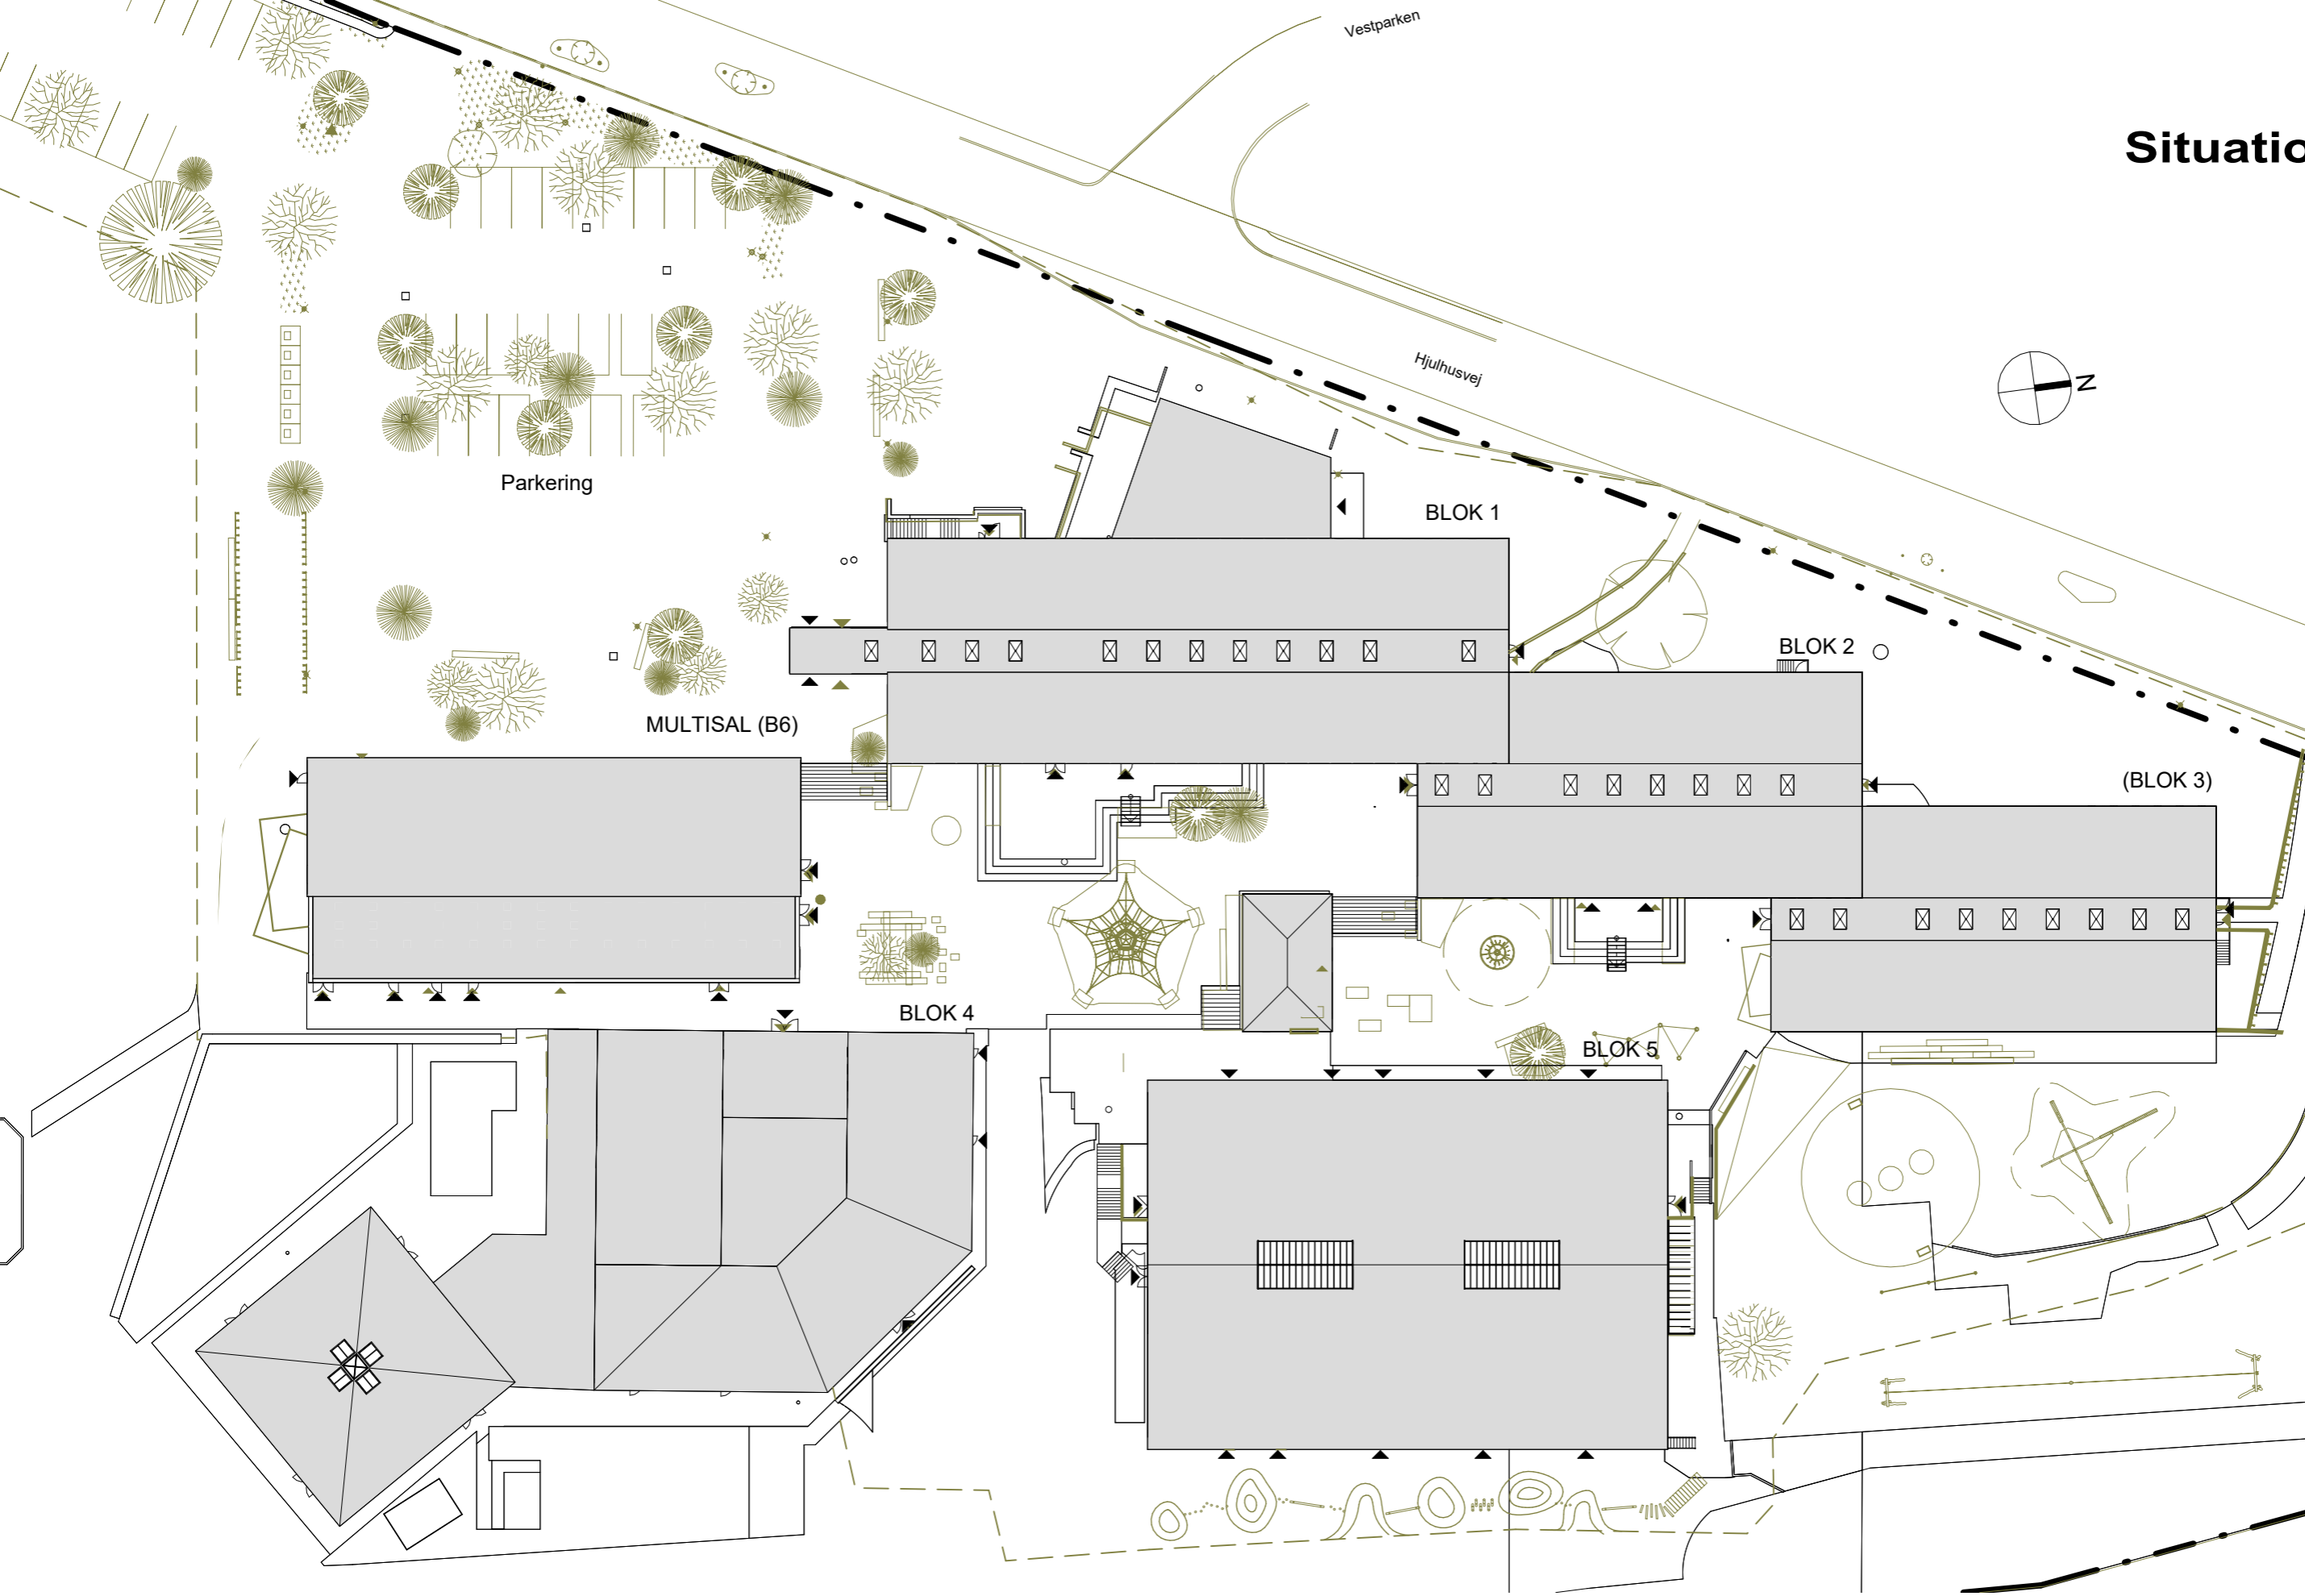 Vestparken
Situatio
Hjulhusvej
N
Parkering
BLOK 1
BLOK 2
MULTISAL (B6)
(BLOK 3)
BLOK 4
BLOK 5